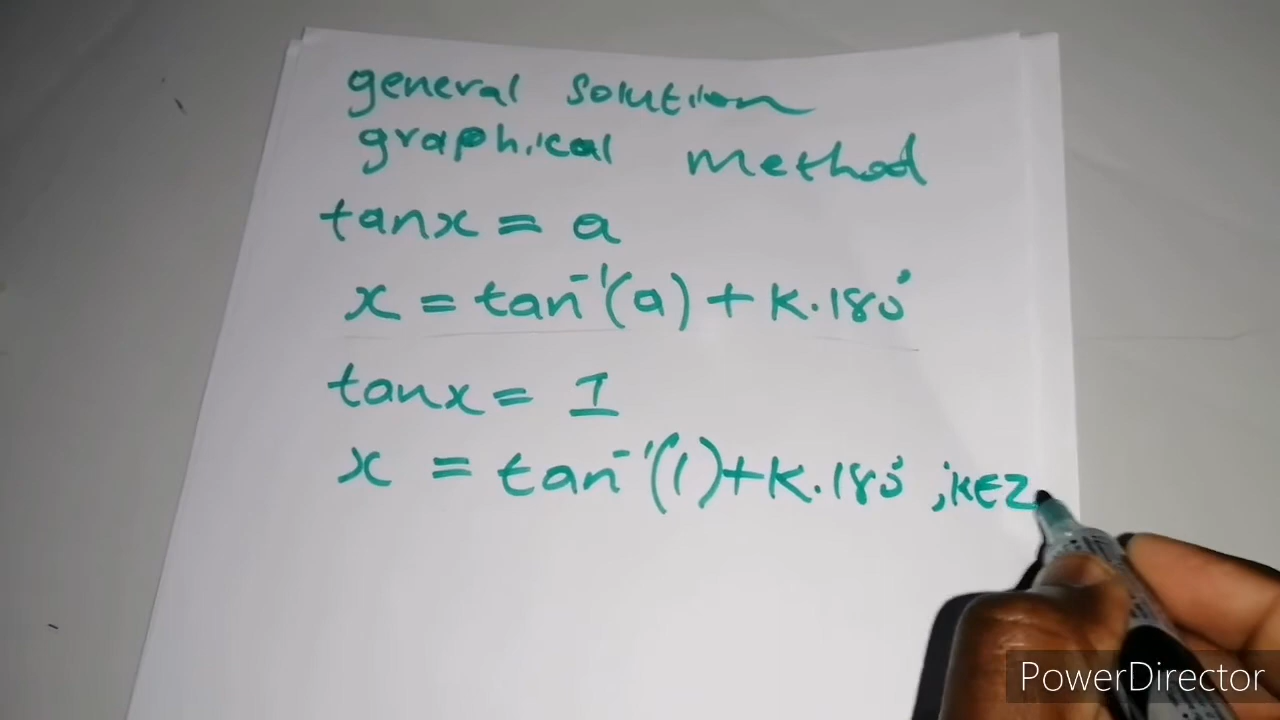 general solution
graphical method
tanx = a
x = tan⁻¹(a) + K.180°
tanx = 1
x = tan⁻¹(1)+K.180° ;KEZ
PowerDirector